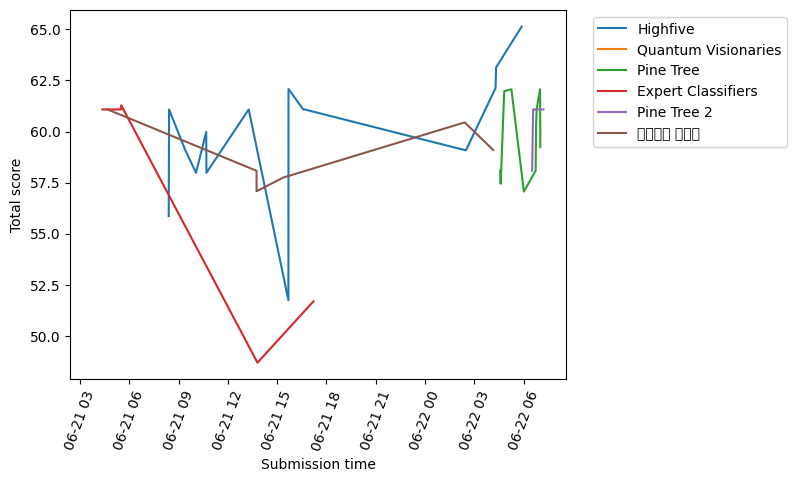 65.0
62.5
60.0
57.5
55.0
52.5
50.0
Total score
06-21 03
06-21 06
06-21 09
06-21 12
06-21 15
06-21 18
06-21 21
06-22 00
06-22 03
06-22 06
Submission time
Highfive
Quantum Visionaries
Pine Tree
Expert Classifiers
Pine Tree 2